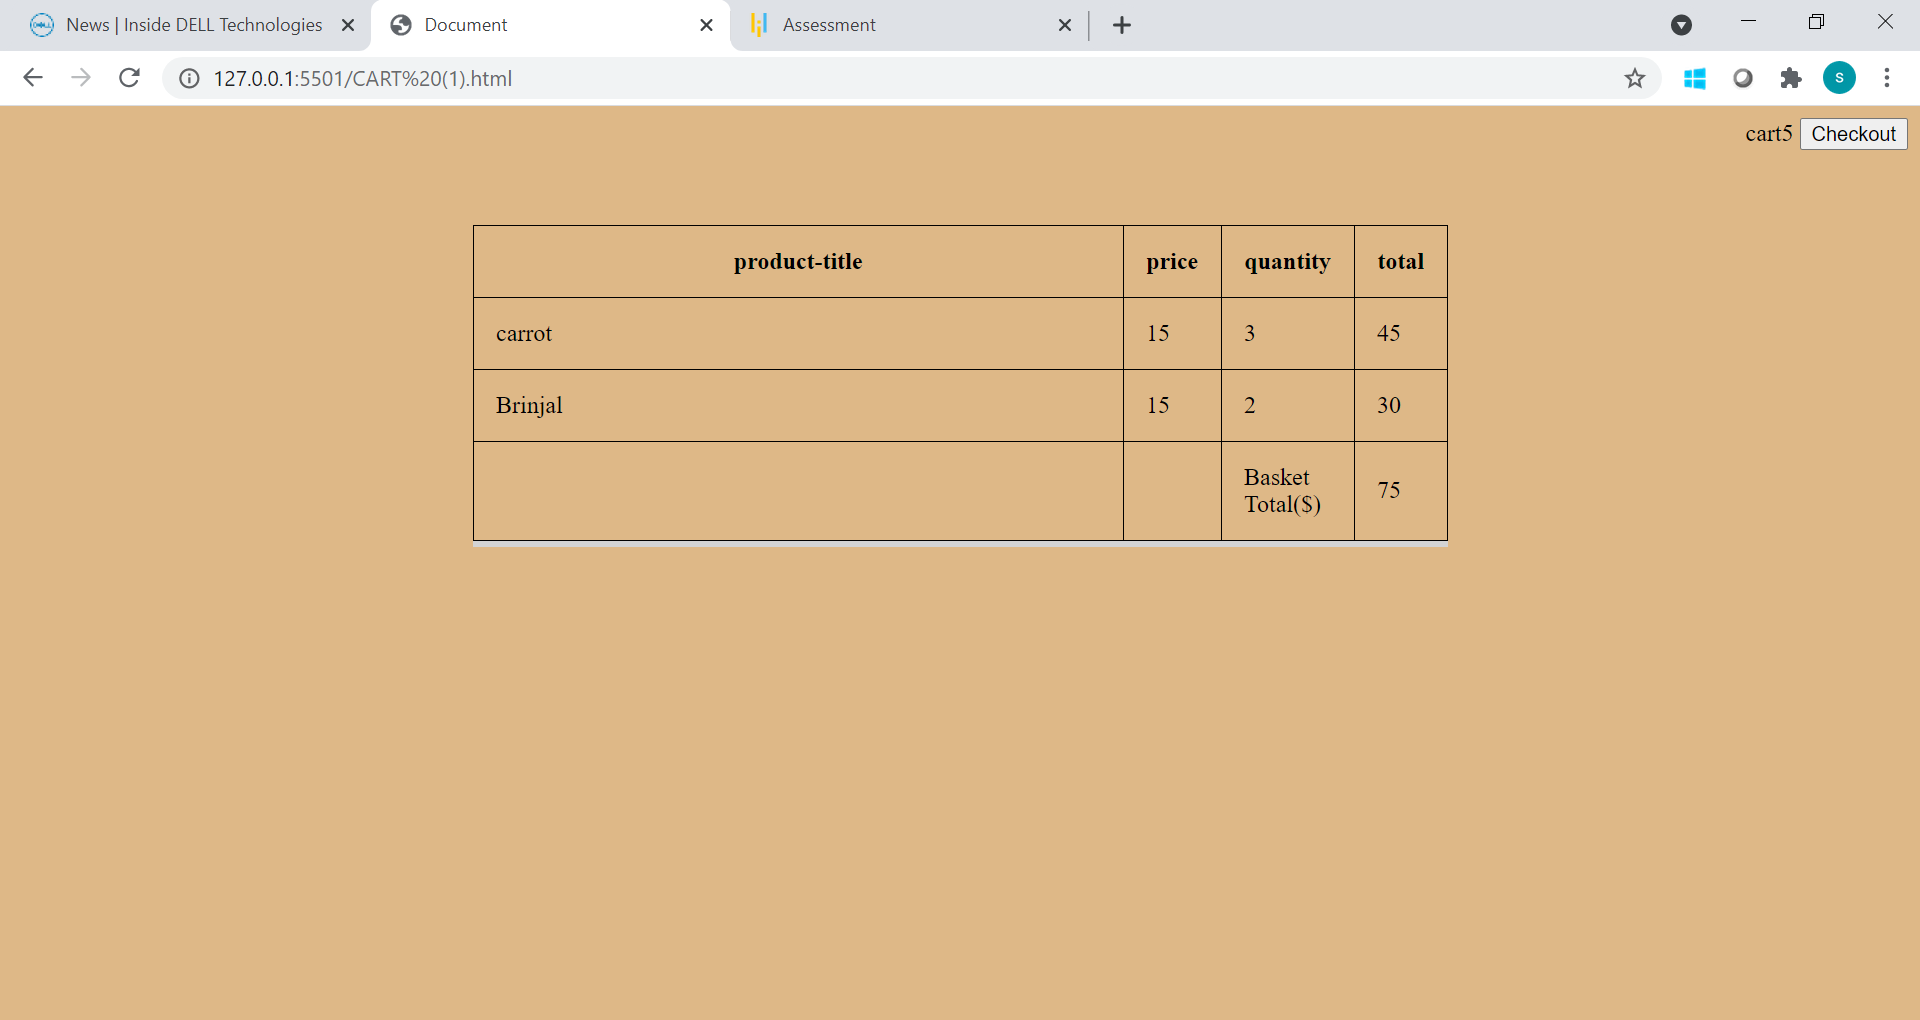 News | Inside DELL Technologies
Document
Assessment
127.0.0.1:5501/CART%20(1).html
S
cart5 Checkout
product-title price quantity total
carrot 15 3 45
Brinjal 15 2 30
Basket
Total($) 75